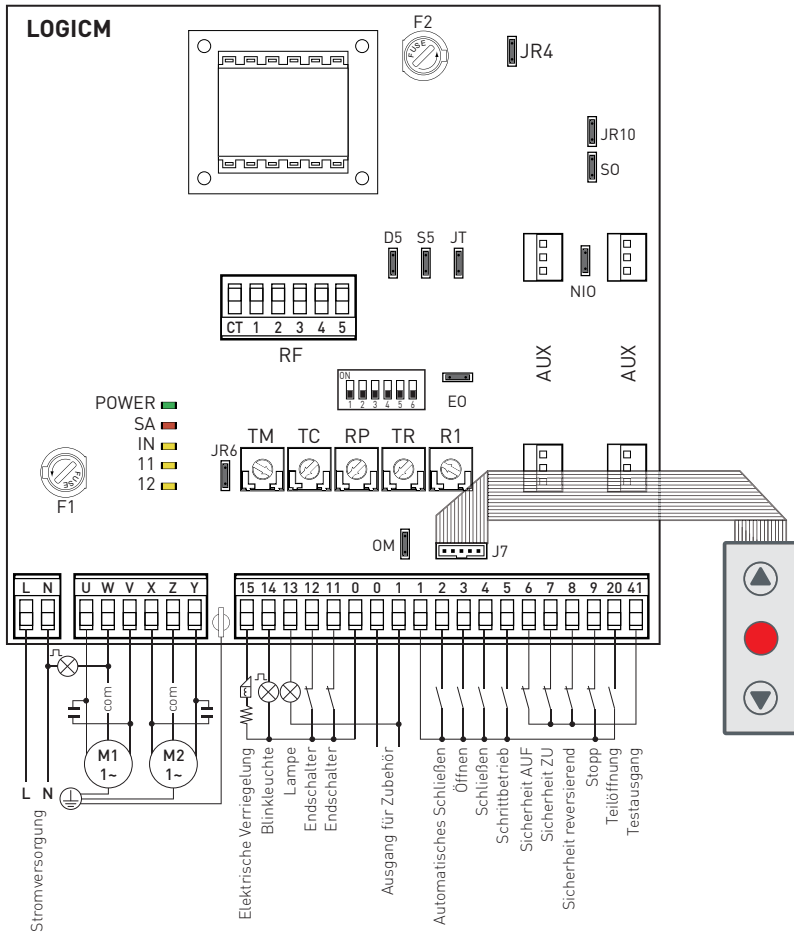 LOGICM
F2
FUSE
JR4
JR10
SO
D5 S5 JT
NIO
CT 1 2 3 4 5
RF
AUX AUX
ON
1 2 3 4 5 6
EO
POWER
SA
IN
11
12
JR6
TM TC RP TR R1
FUSE
F1
OM
J7
L N U W V X Z Y 15 14 13 12 11 0 0 1 1 2 3 4 5 6 7 8 9 20 41
com com
M1
1~
M2
1~
L N
Stromversorgung
Elektrische Verriegelung
Blinkleuchte
Lampe
Endschalter
Endschalter
Ausgang für Zubehör
Automatisches Schließen
Öffnen
Schließen
Schrittbetrieb
Sicherheit AUF
Sicherheit ZU
Sicherheit reversierend
Stopp
Teilöffnung
Testausgang